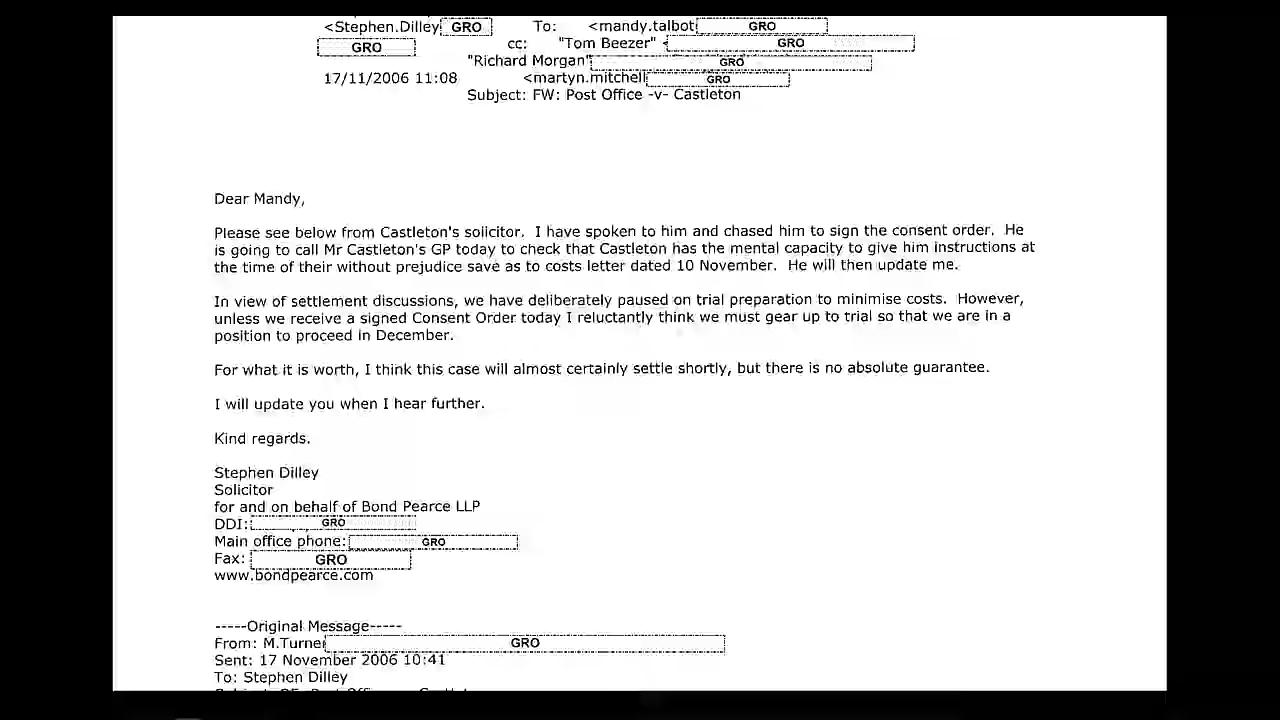 <Stephen.Dilley GRO To: <mandy.talbot GRO
GRO cc: "Tom Beezer" < GRO
"Richard Morgan" GRO
17/11/2006 11:08 <martyn.mitchell GRO
Subject: FW: Post Office -v- Castleton
Dear Mandy,
Please see below from Castleton's solicitor. I have spoken to him and chased him to sign the consent order. He
is going to call Mr Castleton's GP today to check that Castleton has the mental capacity to give him instructions at
the time of their without prejudice save as to costs letter dated 10 November. He will then update me.
In view of settlement discussions, we have deliberately paused on trial preparation to minimise costs. However,
unless we receive a signed Consent Order today I reluctantly think we must gear up to trial so that we are in a
position to proceed in December.
For what it is worth, I think this case will almost certainly settle shortly, but there is no absolute guarantee.
I will update you when I hear further.
Kind regards.
Stephen Dilley
Solicitor
for and on behalf of Bond Pearce LLP
DDI: GRO
Main office phone: GRO
Fax: GRO
www.bondpearce.com
-----Original Message-----
From: M.Turner GRO
Sent: 17 November 2006 10:41
To: Stephen Dilley